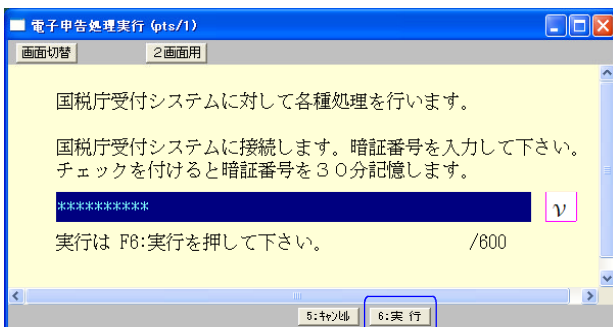 電子申告処理実行 (pts/1)
画面切替 2画面用
国税庁受付システムに対して各種処理を行います。
国税庁受付システムに接続します。暗証番号を入力して下さい。
チェックを付けると暗証番号を30分記憶します。
********** ν
実行は F6:実行を押して下さい。 /600
5:ｷｬﾝｾﾙ 6:実 行